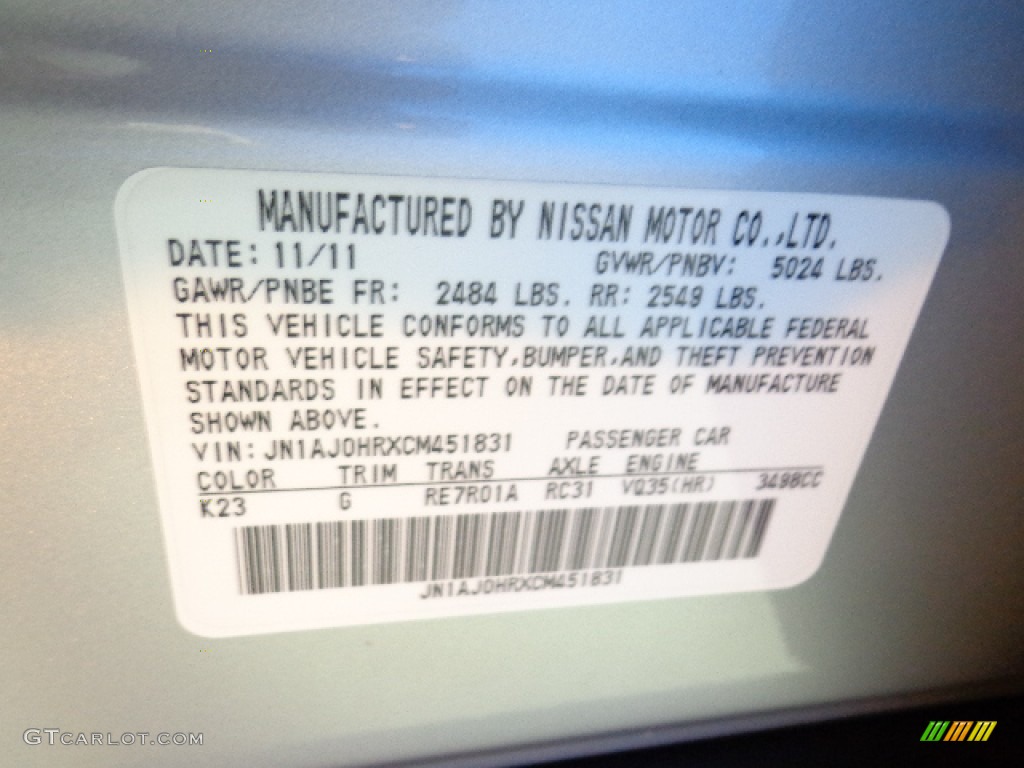 MANUFACTURED BY NISSAN MOTOR CO.,LTD.
DATE: 11/11 GVWR/PNBV: 5024 LBS.
GAWR/PNBE FR: 2484 LBS. RR: 2549 LBS.
THIS VEHICLE CONFORMS TO ALL APPLICABLE FEDERAL
MOTOR VEHICLE SAFETY,BUMPER,AND THEFT PREVENTION
STANDARDS IN EFFECT ON THE DATE OF MANUFACTURE
SHOWN ABOVE.
VIN:JN1AJ0HRXCM451831 PASSENGER CAR
COLOR TRIM TRANS AXLE ENGINE
K23 G RE7R01A RC31 VQ35(HR) 3498CC
JN1AJ0HRXCM451831
GTCARLOT.COM